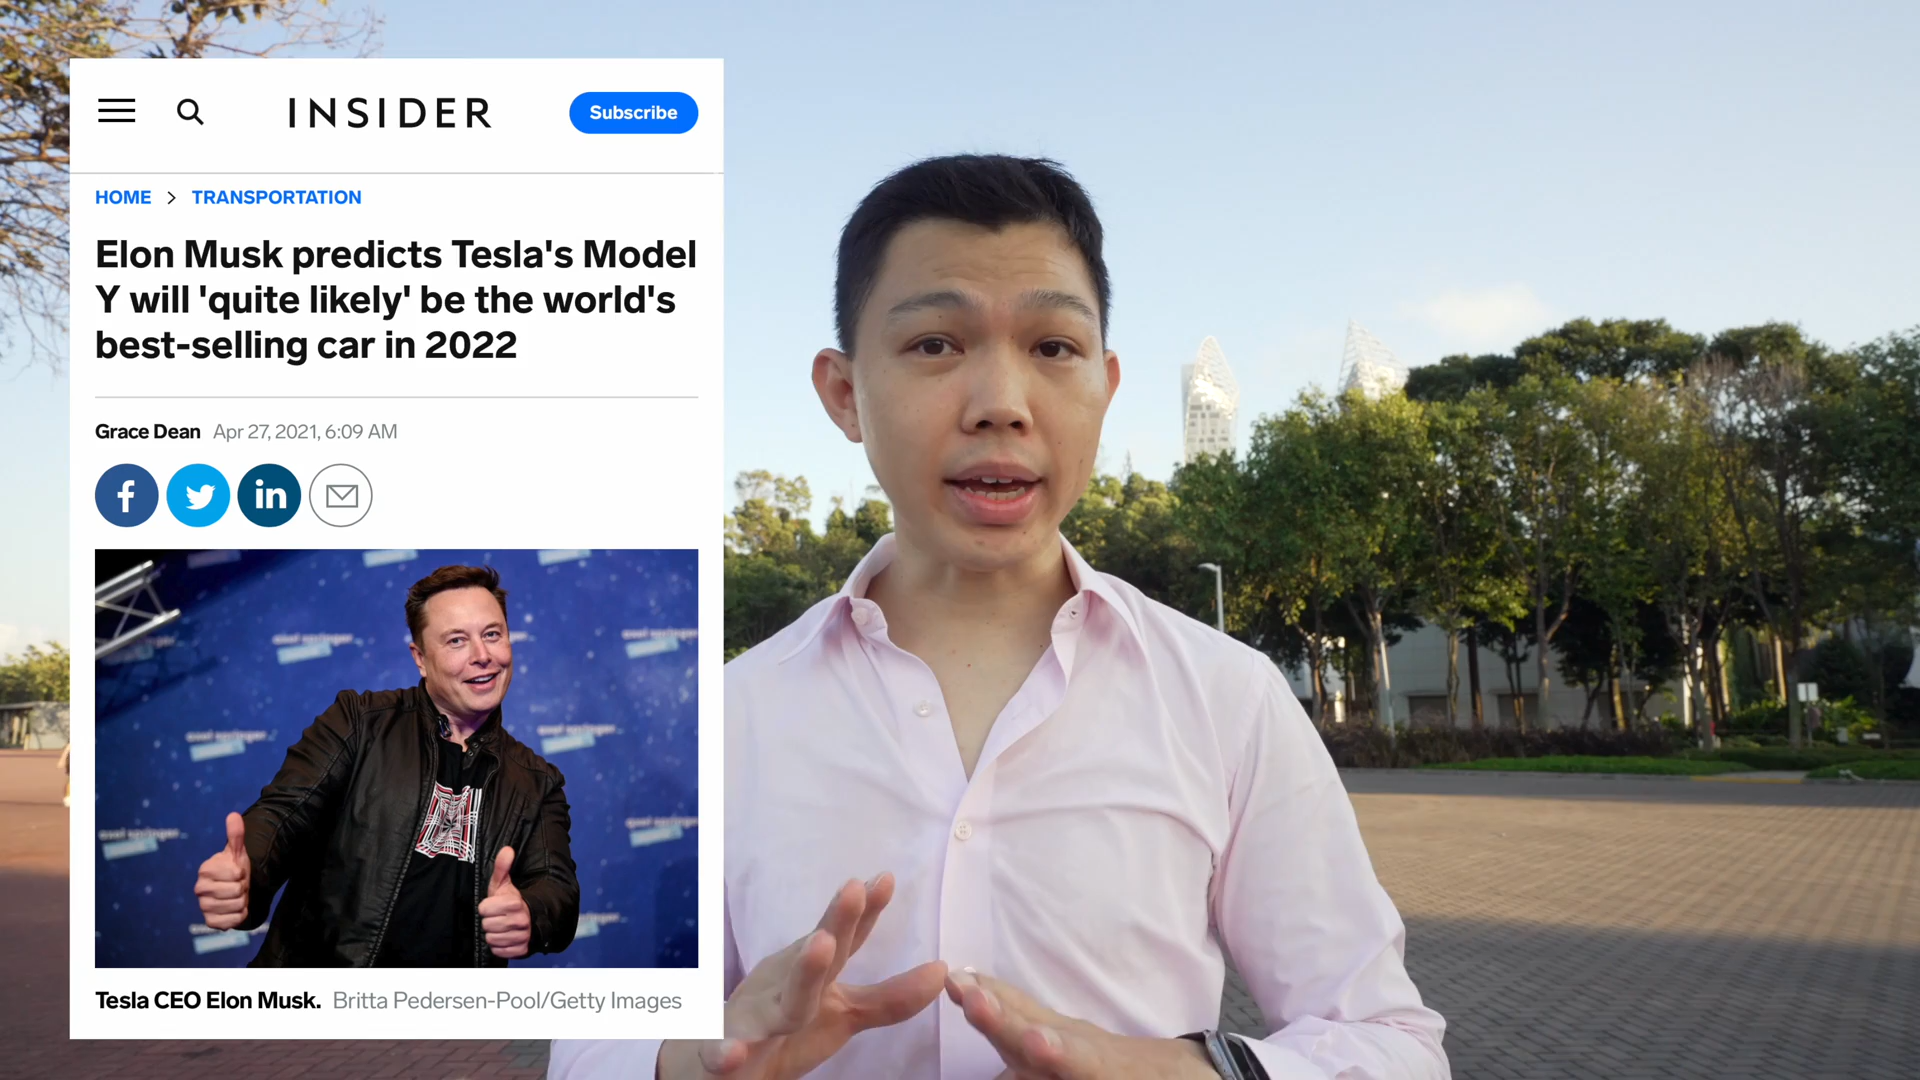 INSIDER
Subscribe
HOME > TRANSPORTATION
Elon Musk predicts Tesla's Model
Y will 'quite likely' be the world's
best-selling car in 2022
Grace Dean Apr 27, 2021, 6:09 AM
f
in
Tesla CEO Elon Musk. Britta Pedersen-Pool/Getty Images